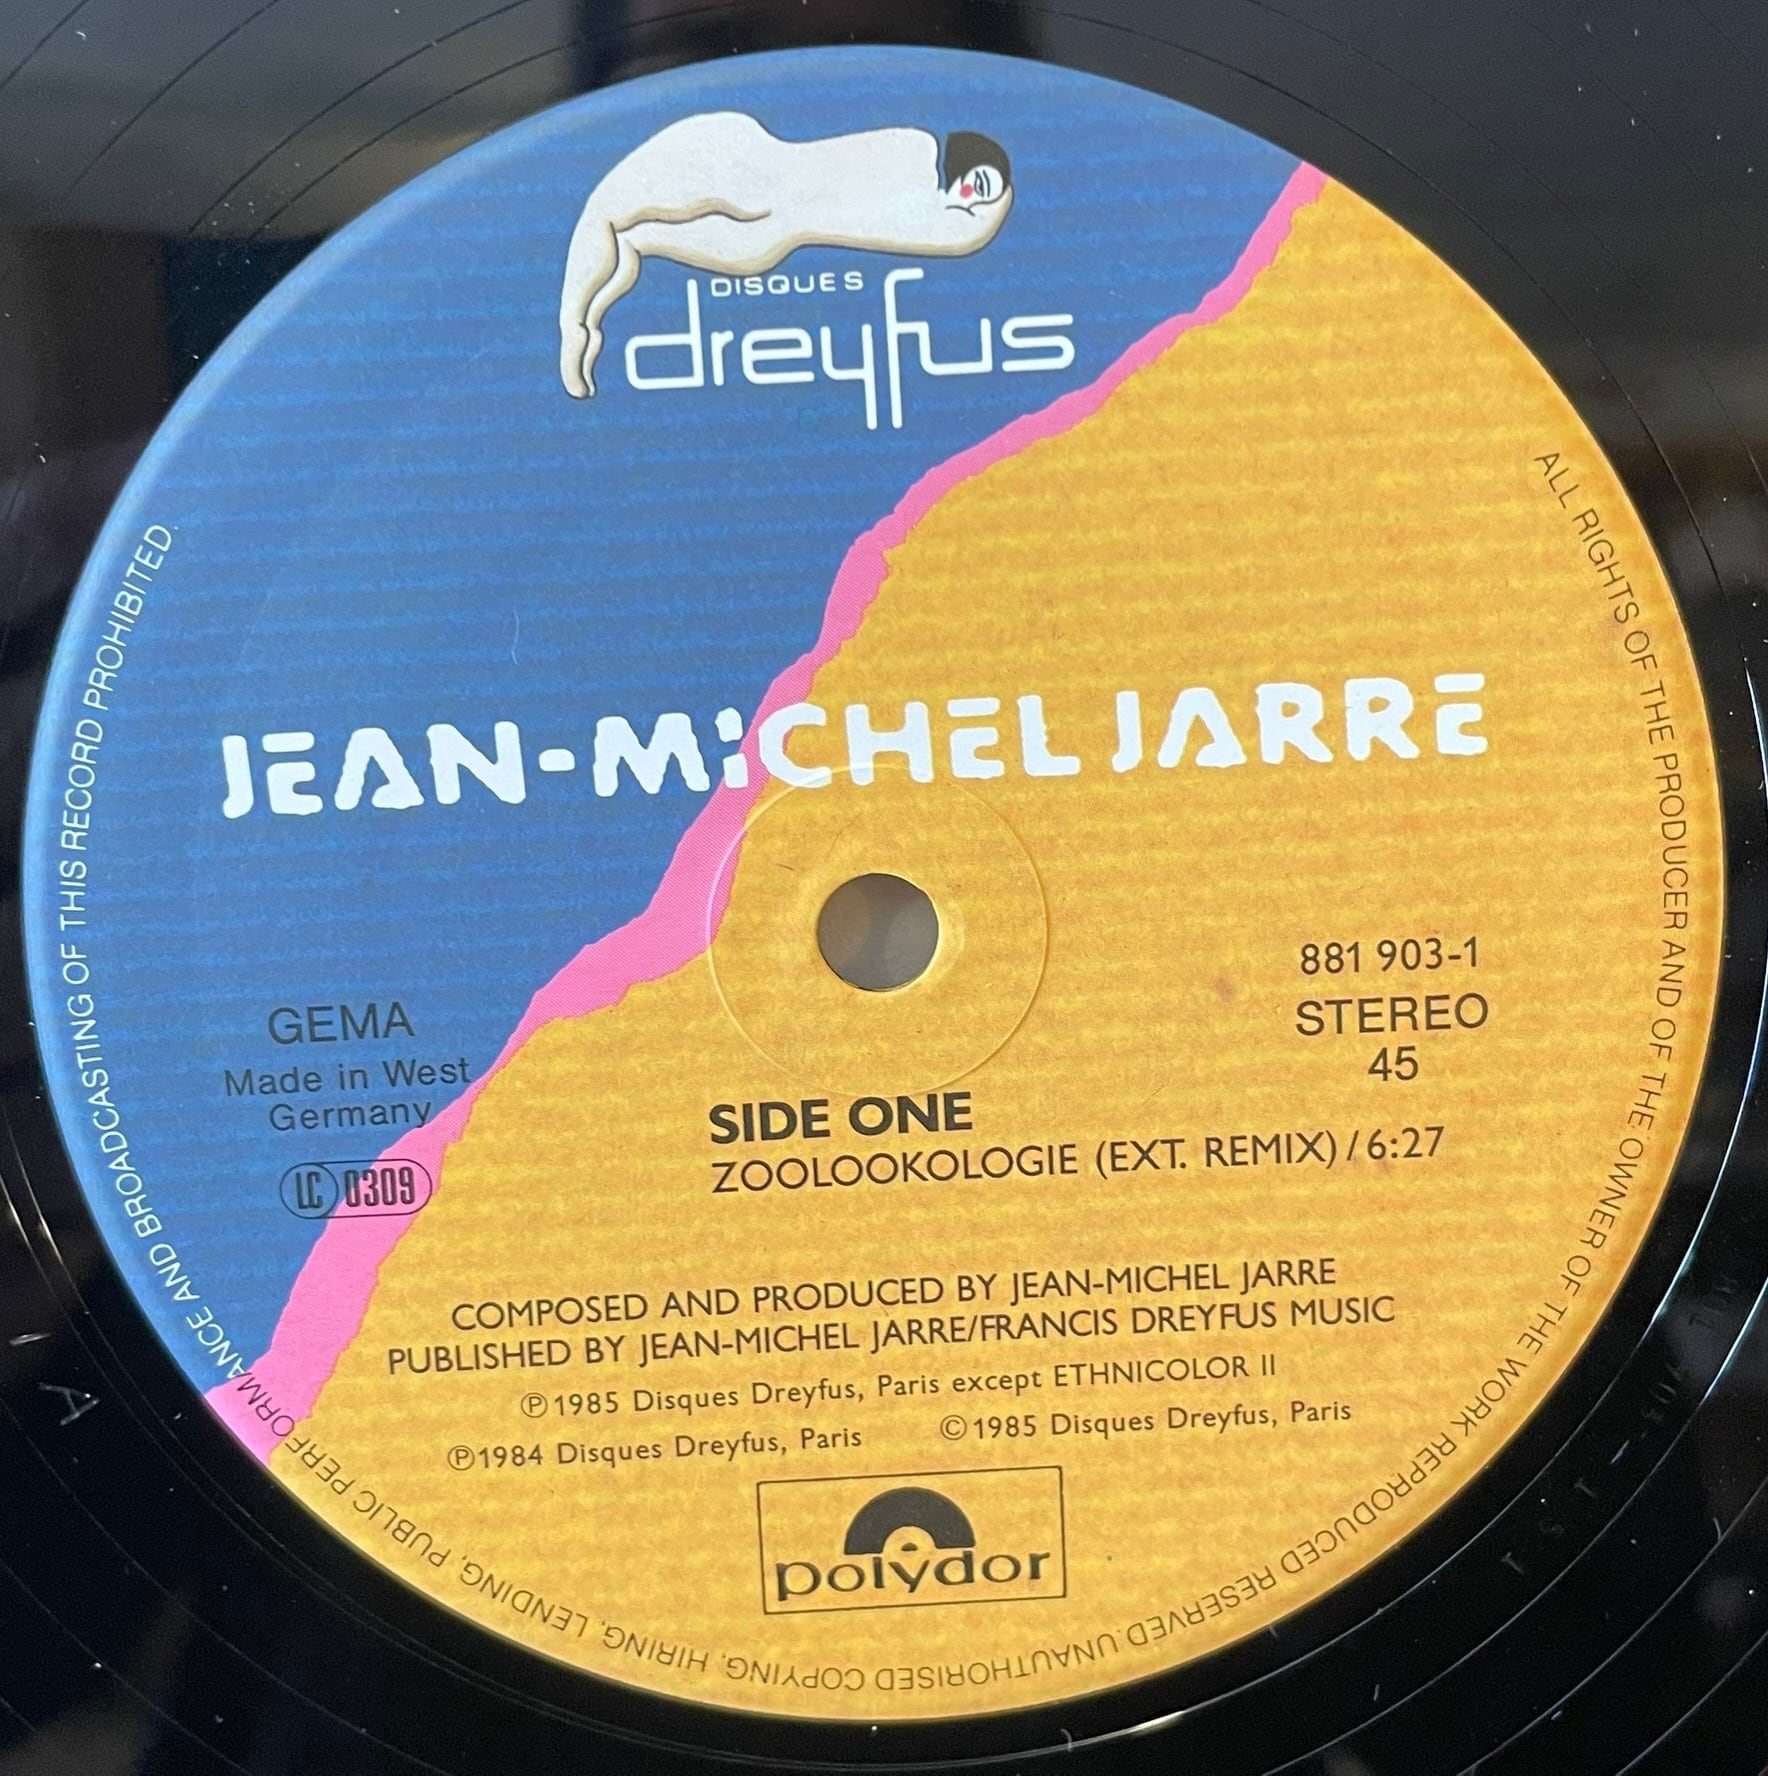 DISQUES
dreyfus
JEAN-MICHEL JARRE
GEMA
Made in West
Germany
LC 0309
881 903-1
STEREO
45
SIDE ONE
ZOOLOOKOLOGIE (EXT. REMIX) / 6:27
COMPOSED AND PRODUCED BY JEAN-MICHEL JARRE
PUBLISHED BY JEAN-MICHEL JARRE/FRANCIS DREYFUS MUSIC
℗1985 Disques Dreyfus, Paris except ETHNICOLOR II
℗1984 Disques Dreyfus, Paris ©1985 Disques Dreyfus, Paris
polydor
ALL RIGHTS OF THE PRODUCER AND OF THE OWNER OF THE WORK REPRODUCED RESERVED. UNAUTHORISED COPYING, HIRING, LENDING, PUBLIC PERFORMANCE AND BROADCASTING OF THIS RECORD PROHIBITED.